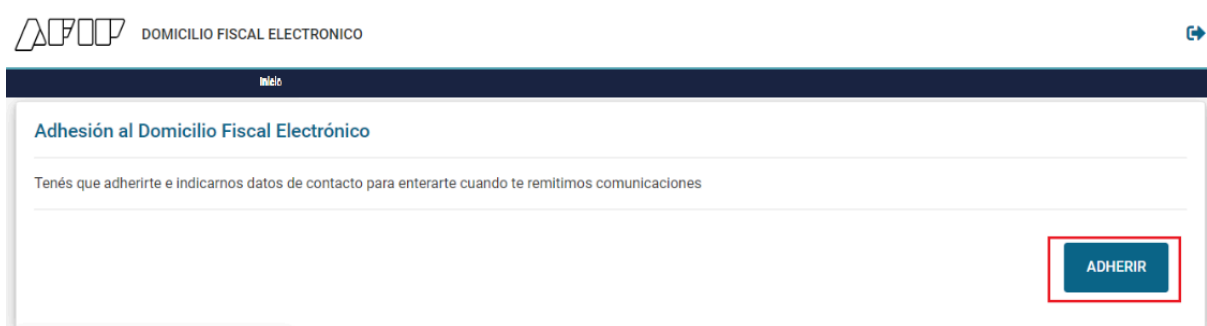 AFIP DOMICILIO FISCAL ELECTRONICO
Inicio
Adhesión al Domicilio Fiscal Electrónico
Tenés que adherirte e indicarnos datos de contacto para enterarte cuando te remitimos comunicaciones
ADHERIR